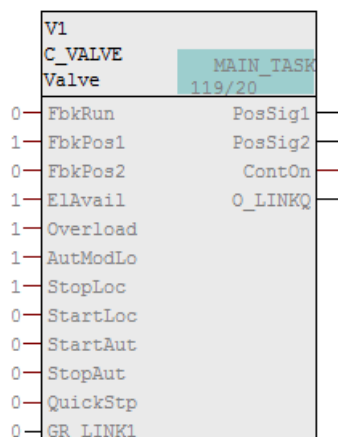 V1
C_VALVE
Valve
MAIN_TASK
119/20
0 FbkRun PosSig1
1 FbkPos1 PosSig2
0 FbkPos2 ContOn
1 ElAvail O_LINKQ
1 Overload
1 AutModLo
1 StopLoc
0 StartLoc
0 StartAut
0 StopAut
0 QuickStp
0 GR_LINK1